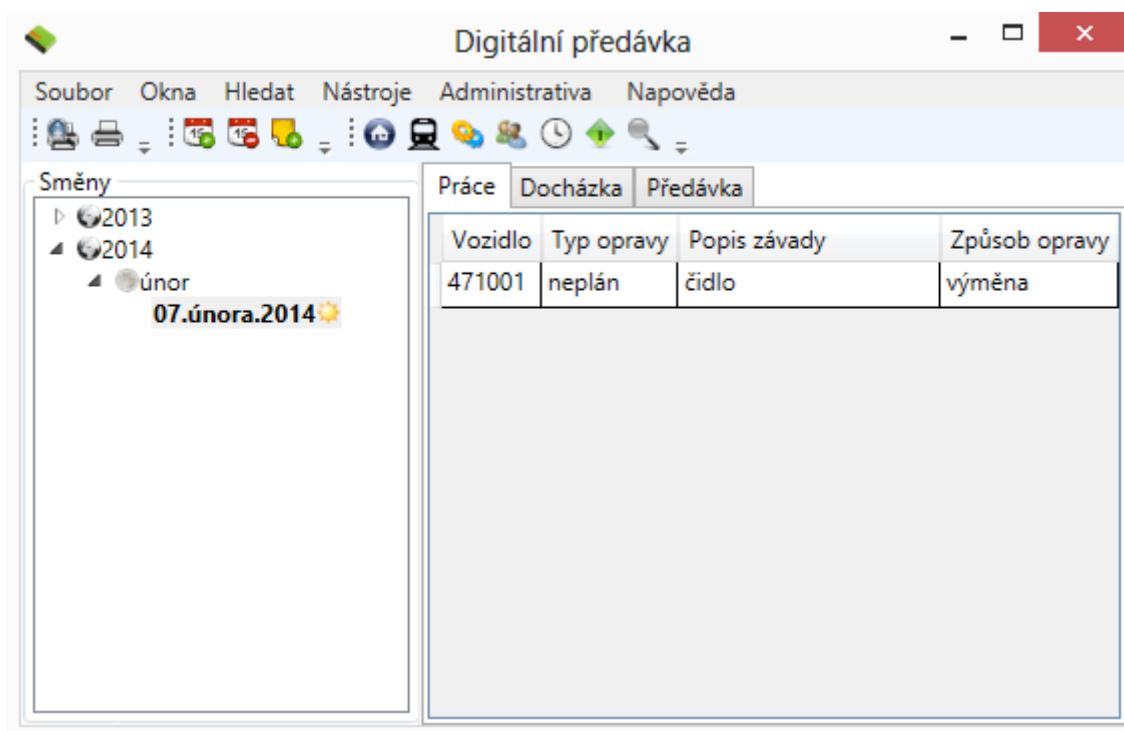 Digitální předávka
Soubor Okna Hledat Nástroje Administrativa Napověda
Směny
2013
2014
únor
07.února.2014
Práce Docházka Předávka
Vozidlo Typ opravy Popis závady Způsob opravy
471001 neplán čidlo výměna